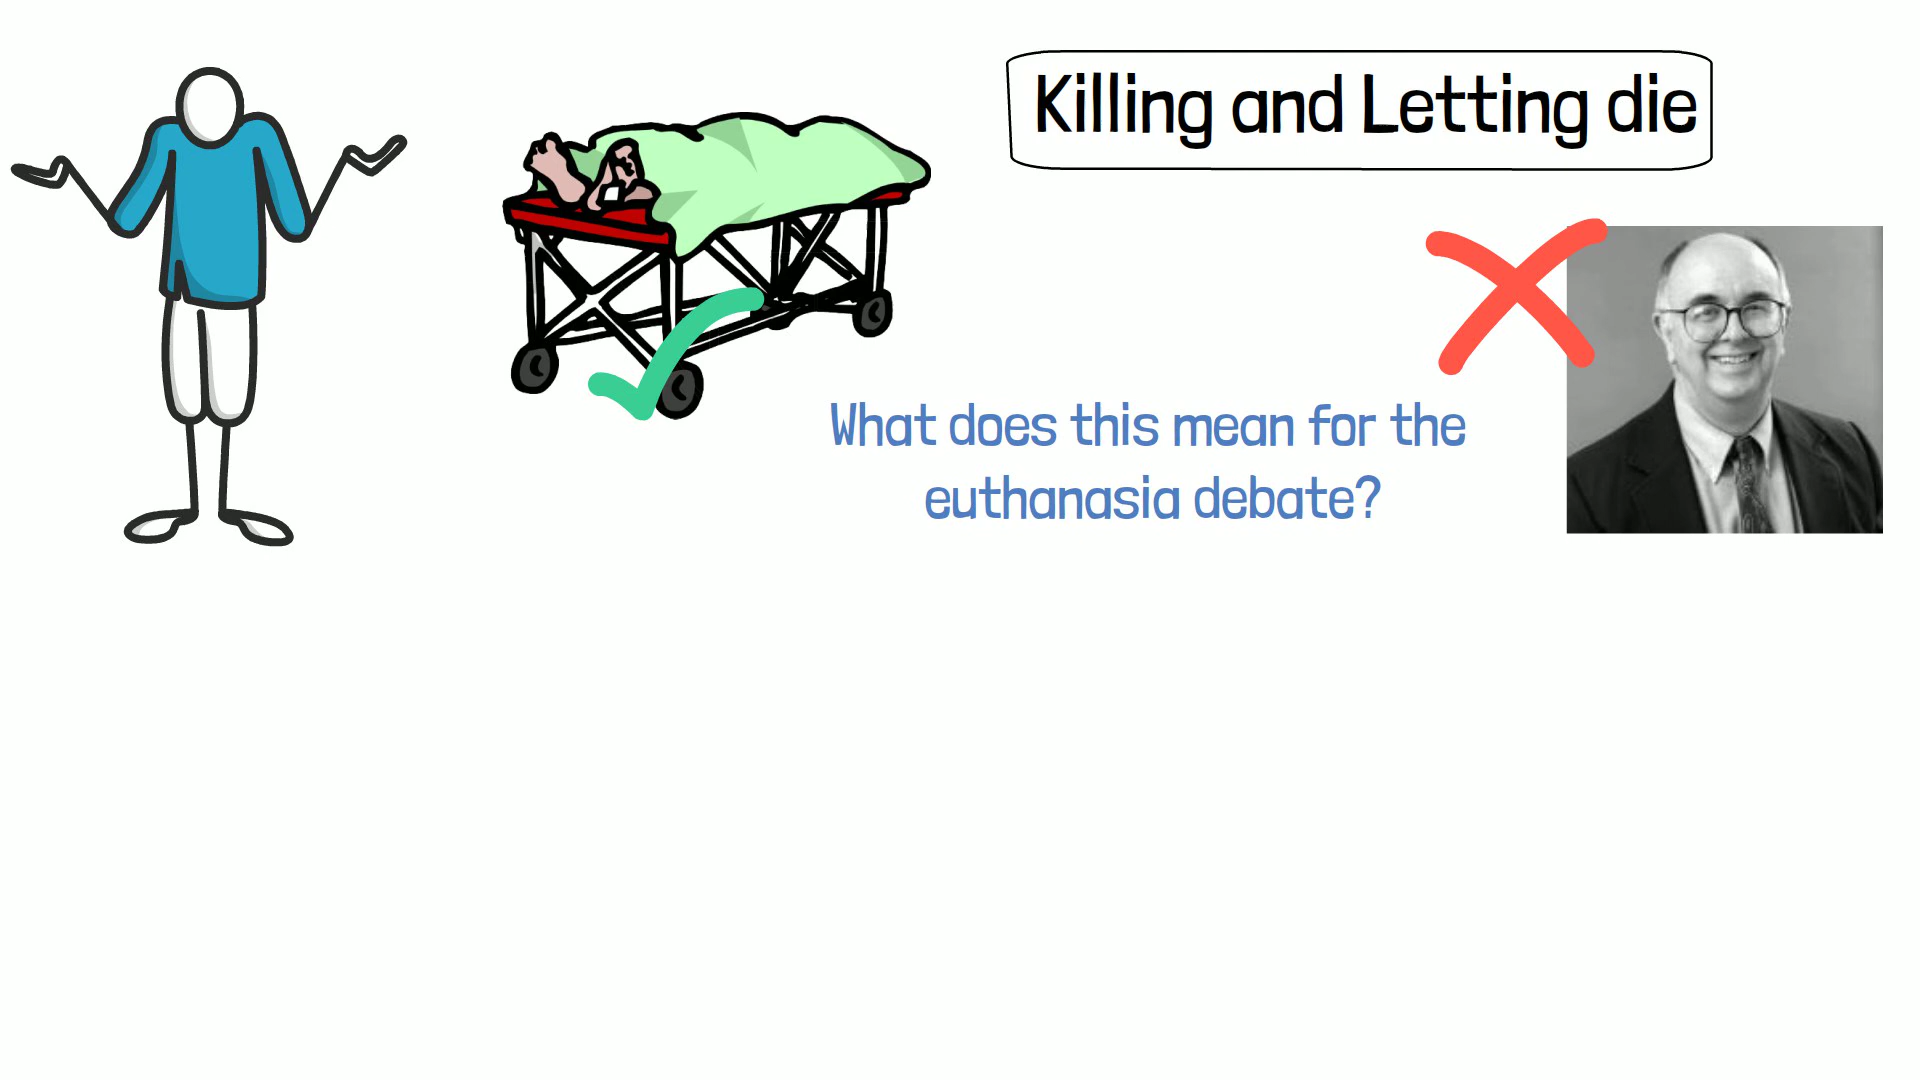 Killing and Letting die
What does this mean for the
euthanasia debate?